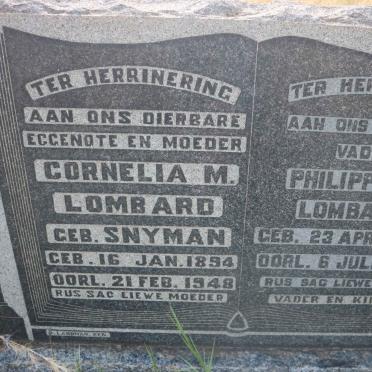 TER HERRINERING
AAN ONS DIERBARE
EGGENOTE EN MOEDER
CORNELIA M.
LOMBARD
GEB. SNYMAN
GEB. 16 JAN. 1894
OORL. 21 FEB. 1948
RUS SAG LIEWE MOEDER
TER HER
AAN ONS
VAD
PHILIPP
LOMBA
GEB. 23 APR
OORL. 6 JUL
RUS SAG LIEWE
VADER EN